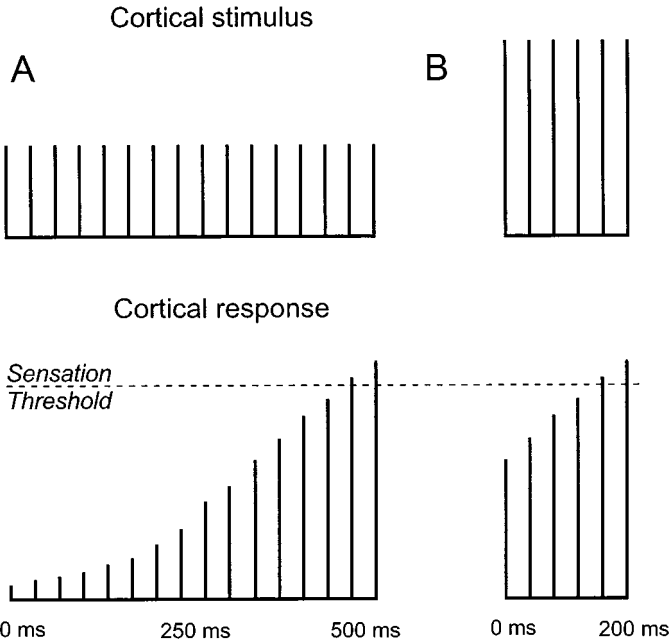 Cortical stimulus
A
B
Cortical response
Sensation
Threshold
0 ms 250 ms 500 ms 0 ms 200 ms